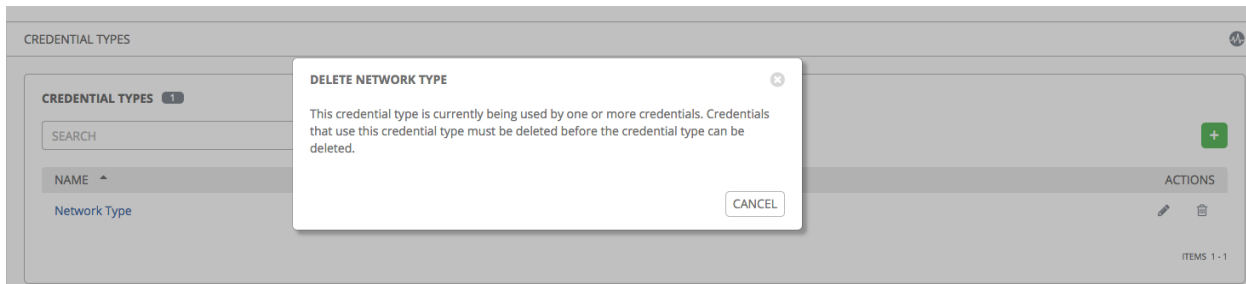 CREDENTIAL TYPES
DELETE NETWORK TYPE
CREDENTIAL TYPES 1
This credential type is currently being used by one or more credentials. Credentials
that use this credential type must be deleted before the credential type can be
deleted.
SEARCH
+
NAME
ACTIONS
CANCEL
Network Type
ITEMS 1 - 1